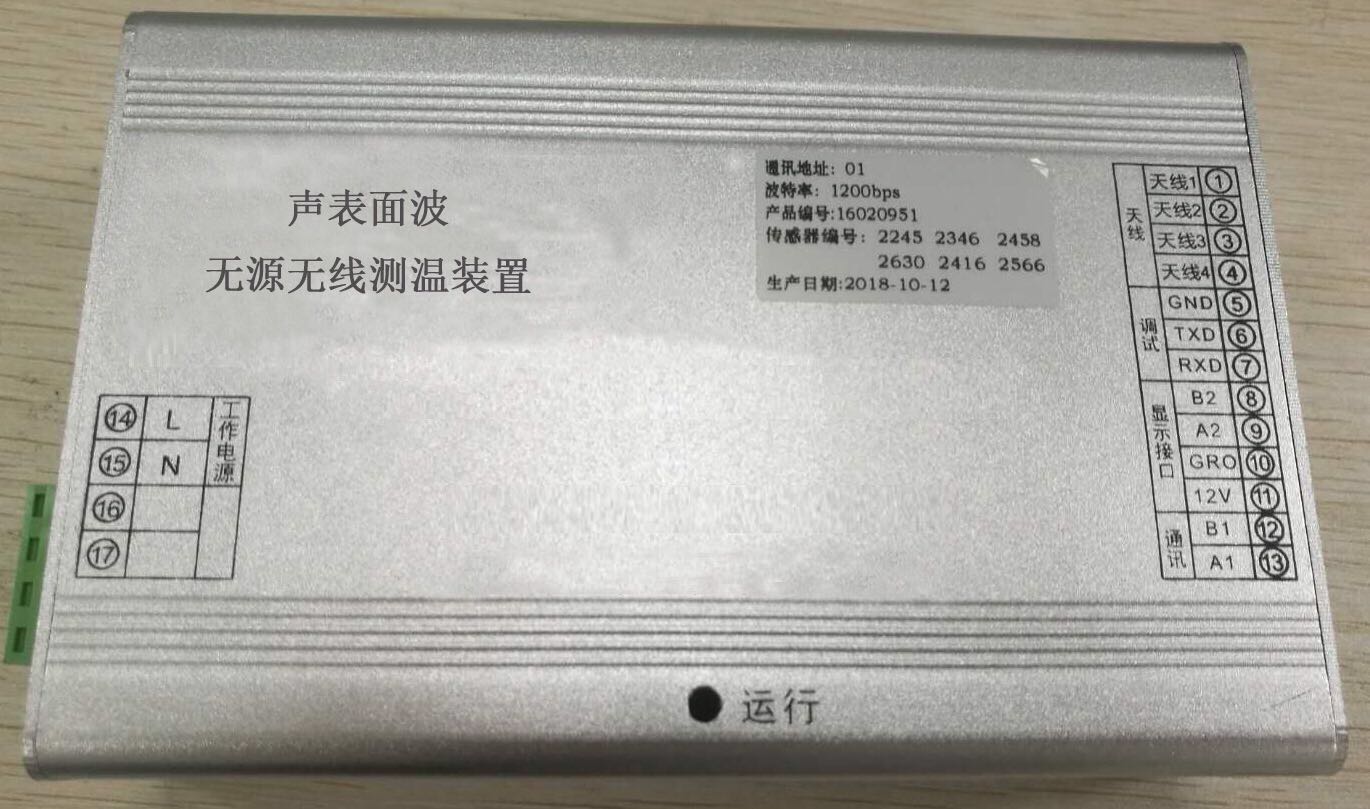 声表面波
无源无线测温装置
通讯地址: 01
波特率: 1200bps
产品编号:16020951
传感器编号: 2245 2346 2458
2630 2416 2566
生产日期:2018-10-12
天线
天线1 ①
天线2 ②
天线3 ③
天线4 ④
调试
GND ⑤
TXD ⑥
RXD ⑦
显示接口
B2 ⑧
A2 ⑨
GRO ⑩
12V ⑪
通讯
B1 ⑫
A1 ⑬
⑭ L
⑮ N
⑯
⑰
工作电源
运行